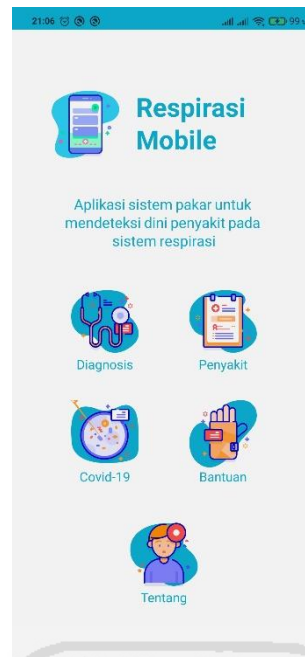 21:06
99
Respirasi
Mobile
Aplikasi sistem pakar untuk
mendeteksi dini penyakit pada
sistem respirasi
Diagnosis
Penyakit
Covid-19
Bantuan
Tentang